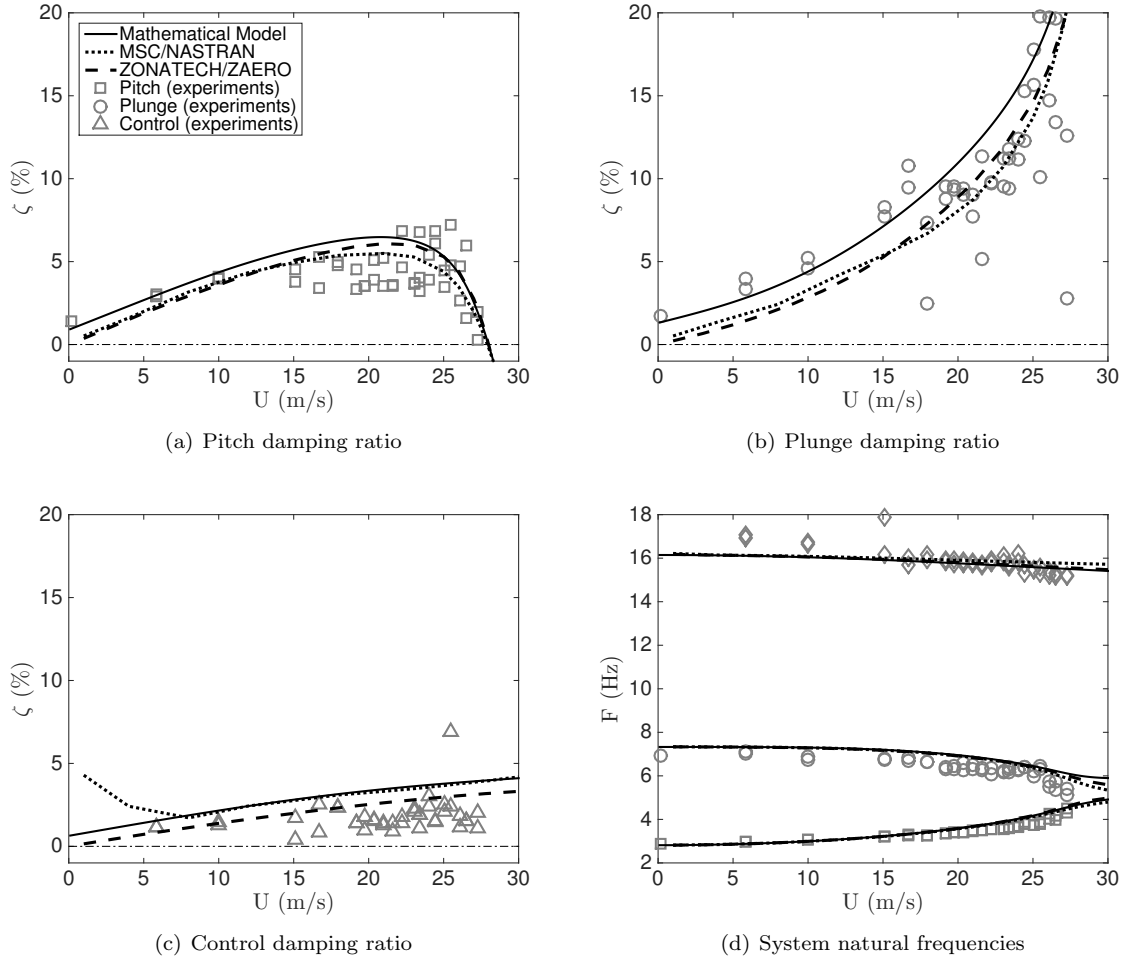 20
15
10
5
0
ζ (%)
Mathematical Model
MSC/NASTRAN
ZONATECH/ZAERO
Pitch (experiments)
Plunge (experiments)
Control (experiments)
0 5 10 15 20 25 30
U (m/s)
(a) Pitch damping ratio
20
15
10
5
0
ζ (%)
0 5 10 15 20 25 30
U (m/s)
(b) Plunge damping ratio
20
15
10
5
0
ζ (%)
0 5 10 15 20 25 30
U (m/s)
(c) Control damping ratio
18
16
14
12
10
8
6
4
2
F (Hz)
0 5 10 15 20 25 30
U (m/s)
(d) System natural frequencies